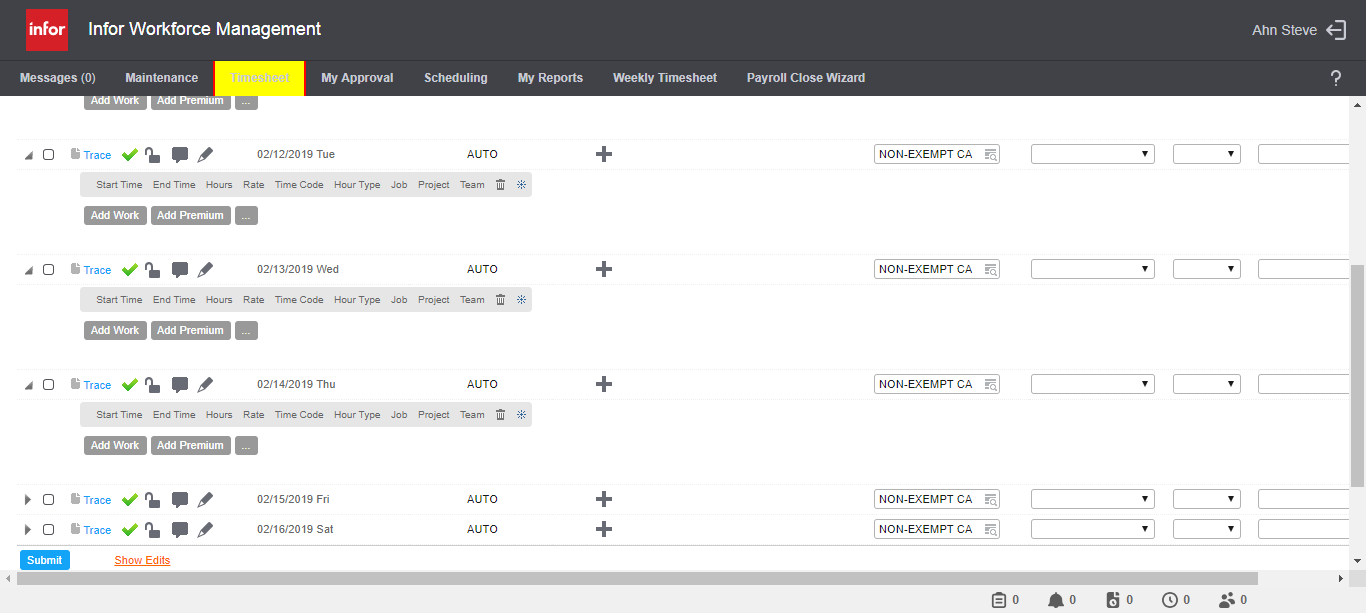 infor Infor Workforce Management Ahn Steve
Messages (0) Maintenance Timesheet My Approval Scheduling My Reports Weekly Timesheet Payroll Close Wizard ?
Add Work Add Premium ...
Trace 02/12/2019 Tue AUTO NON-EXEMPT CA
Start Time End Time Hours Rate Time Code Hour Type Job Project Team
Add Work Add Premium ...
Trace 02/13/2019 Wed AUTO NON-EXEMPT CA
Start Time End Time Hours Rate Time Code Hour Type Job Project Team
Add Work Add Premium ...
Trace 02/14/2019 Thu AUTO NON-EXEMPT CA
Start Time End Time Hours Rate Time Code Hour Type Job Project Team
Add Work Add Premium ...
Trace 02/15/2019 Fri AUTO NON-EXEMPT CA
Trace 02/16/2019 Sat AUTO NON-EXEMPT CA
Submit Show Edits
0 0 0 0 0